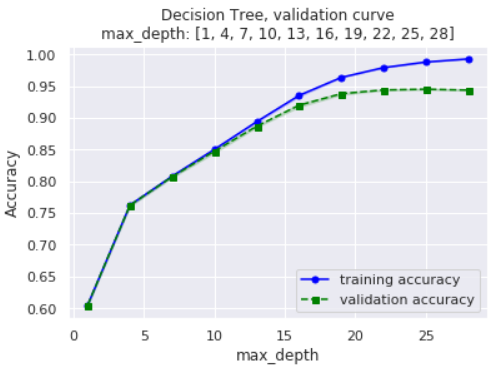 Decision Tree, validation curve
max_depth: [1, 4, 7, 10, 13, 16, 19, 22, 25, 28]
1.00
0.95
0.90
0.85
0.80
0.75
0.70
0.65
0.60
Accuracy
training accuracy
validation accuracy
0 5 10 15 20 25
max_depth